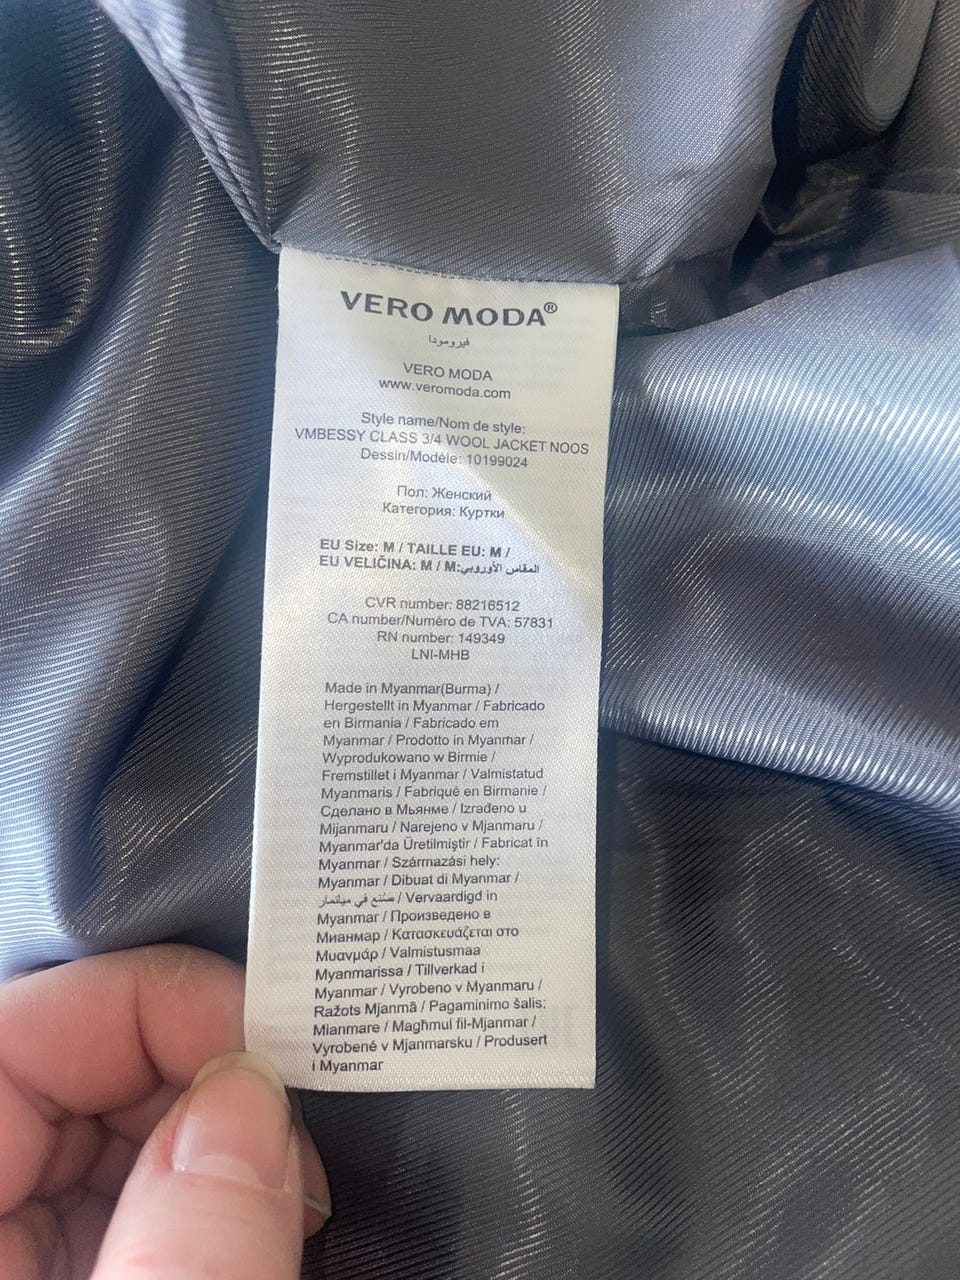 VERO MODA®
فيرومودا
VERO MODA
www.veromoda.com
Style name/Nom de style:
VMBESSY CLASS 3/4 WOOL JACKET NOOS
Dessin/Modèle: 10199024
Пол: Женский
Категория: Куртки
EU Size: M / TAILLE EU: M /
EU VELIČINA: M / M:المقاس الأوروبي
CVR number: 88216512
CA number/Numéro de TVA: 57831
RN number: 149349
LNI-MHB
Made in Myanmar(Burma) /
Hergestellt in Myanmar / Fabricado
en Birmania / Fabricado em
Myanmar / Prodotto in Myanmar /
Wyprodukowano w Birmie /
Fremstillet i Myanmar / Valmistatud
Myanmaris / Fabriqué en Birmanie /
Сделано в Мьянме / Izrađeno u
Mijanmaru / Narejeno v Mjanmaru /
Myanmar'da Üretilmiştir / Fabricat în
Myanmar / Származási hely:
Myanmar / Dibuat di Myanmar /
صُنع في ميانمار / Vervaardigd in
Myanmar / Произведено в
Мианмар / Κατασκευάζεται στο
Μυανμάρ / Valmistusmaa
Myanmarissa / Tillverkad i
Myanmar / Vyrobeno v Myanmaru /
Ražots Mjanmā / Pagaminimo šalis:
Mianmare / Magħmul fil-Mjanmar /
Vyrobené v Mjanmarsku / Produsert
i Myanmar